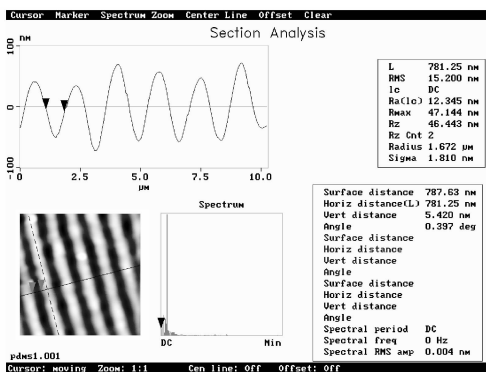 Cursor Marker Spectrum Zoom Center Line Offset Clear
Section Analysis
100 nM
0
-100
0 2.5 5.0 7.5 10.0
µM
L 781.25 nM
RMS 15.200 nM
lc DC
Ra(lc) 12.345 nM
Rmax 47.144 nM
Rz 46.443 nM
Rz Cnt 2
Radius 1.672 µM
Sigma 1.810 nM
Spectrum
DC Min
Surface distance 787.63 nM
Horiz distance(L) 781.25 nM
Vert distance 5.420 nM
Angle 0.397 deg
Surface distance
Horiz distance
Vert distance
Angle
Surface distance
Horiz distance
Vert distance
Angle
Spectral period DC
Spectral freq 0 Hz
Spectral RMS amp 0.004 nM
pdms1.001
Cursor: moving Zoom: 1:1 Cen line: Off Offset: Off